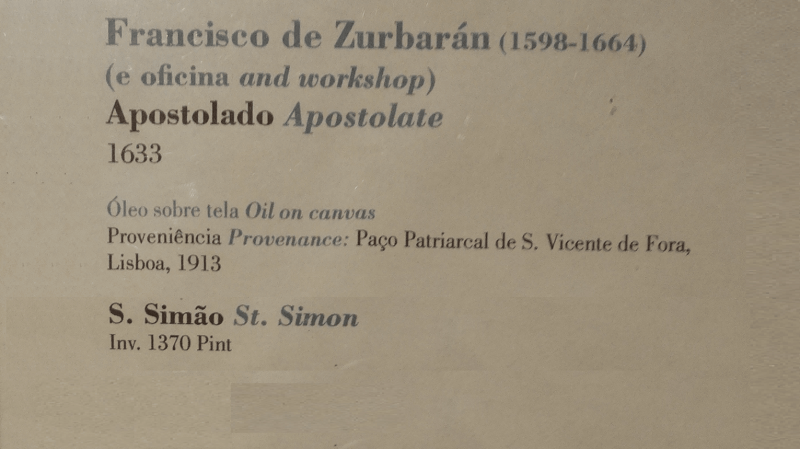 Francisco de Zurbarán (1598-1664)
(e oficina and workshop)
Apostolado Apostolate
1633
Óleo sobre tela Oil on canvas
Proveniência Provenance: Paço Patriarcal de S. Vicente de Fora,
Lisboa, 1913
S. Simão St. Simon
Inv. 1370 Pint